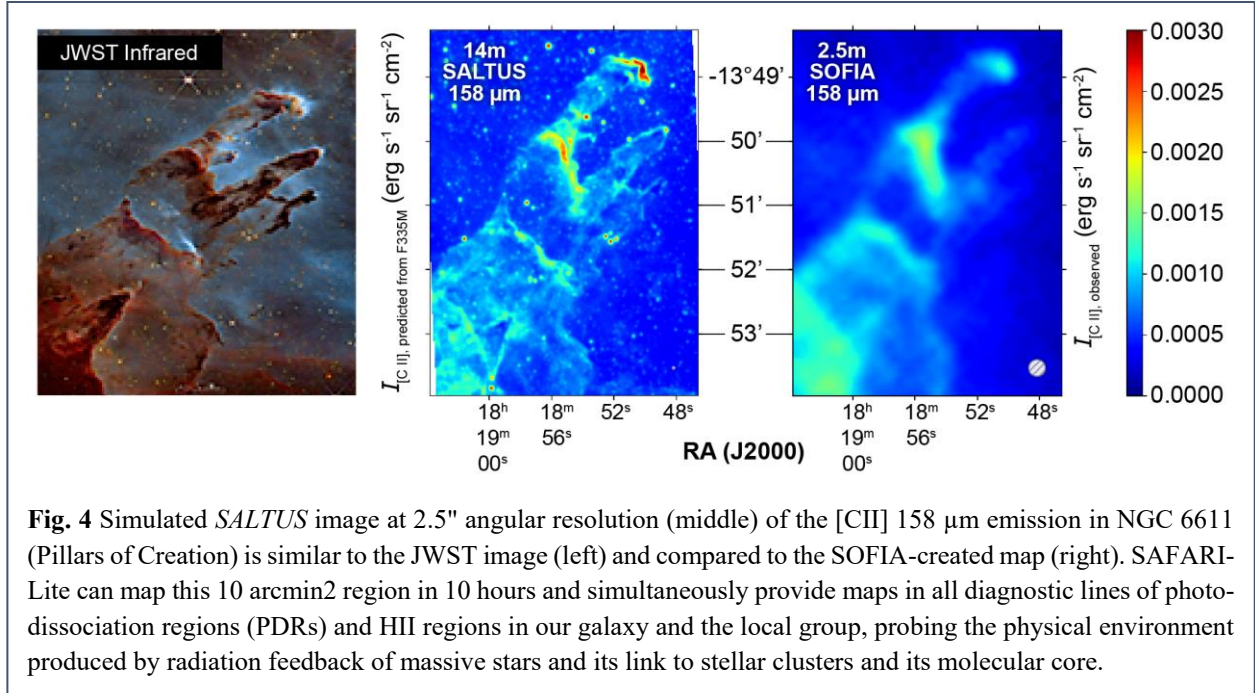 JWST Infrared
I[C II], predicted from F335M (erg s-1 sr-1 cm-2)
14m
SALTUS
158 µm
-13°49’
50’
51’
52’
53’
2.5m
SOFIA
158 µm
I[C II], observed (erg s-1 sr-1 cm-2)
0.0030
0.0025
0.0020
0.0015
0.0010
0.0005
0.0000
18h 18m 52s 48s
19m 56s
00s
18h 18m 52s 48s
19m 56s
00s
RA (J2000)
Fig. 4 Simulated SALTUS image at 2.5" angular resolution (middle) of the [CII] 158 µm emission in NGC 6611
(Pillars of Creation) is similar to the JWST image (left) and compared to the SOFIA-created map (right). SAFARI-
Lite can map this 10 arcmin2 region in 10 hours and simultaneously provide maps in all diagnostic lines of photo-
dissociation regions (PDRs) and HII regions in our galaxy and the local group, probing the physical environment
produced by radiation feedback of massive stars and its link to stellar clusters and its molecular core.